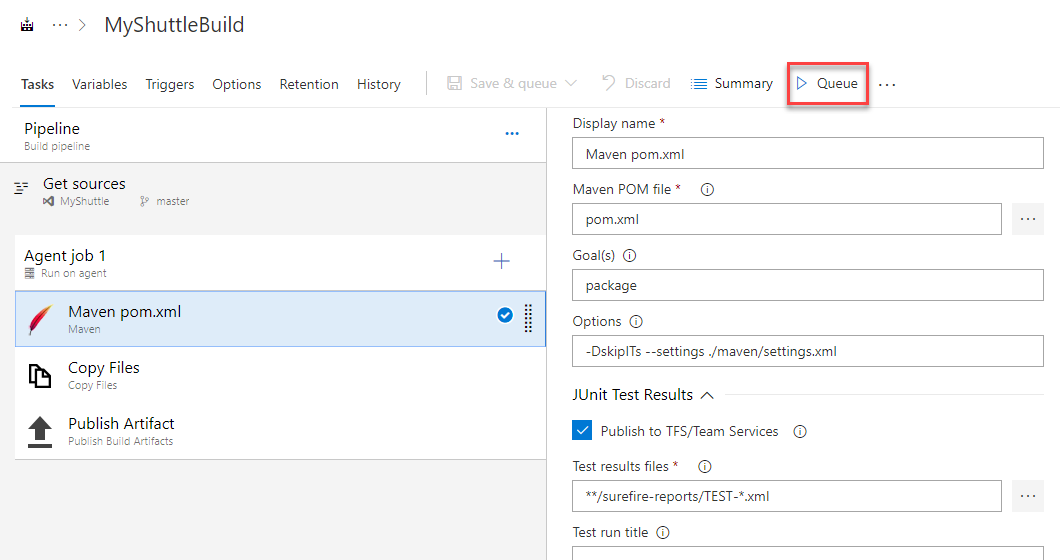 ··· > MyShuttleBuild
Tasks Variables Triggers Options Retention History Save & queue Discard Summary Queue ...
Pipeline
Build pipeline
Get sources
MyShuttle master
Agent job 1
Run on agent
Maven pom.xml
Maven
Copy Files
Copy Files
Publish Artifact
Publish Build Artifacts
Display name *
Maven pom.xml
Maven POM file *
pom.xml
Goal(s)
package
Options
-DskipITs --settings ./maven/settings.xml
JUnit Test Results
Publish to TFS/Team Services
Test results files *
**/surefire-reports/TEST-*.xml
Test run title